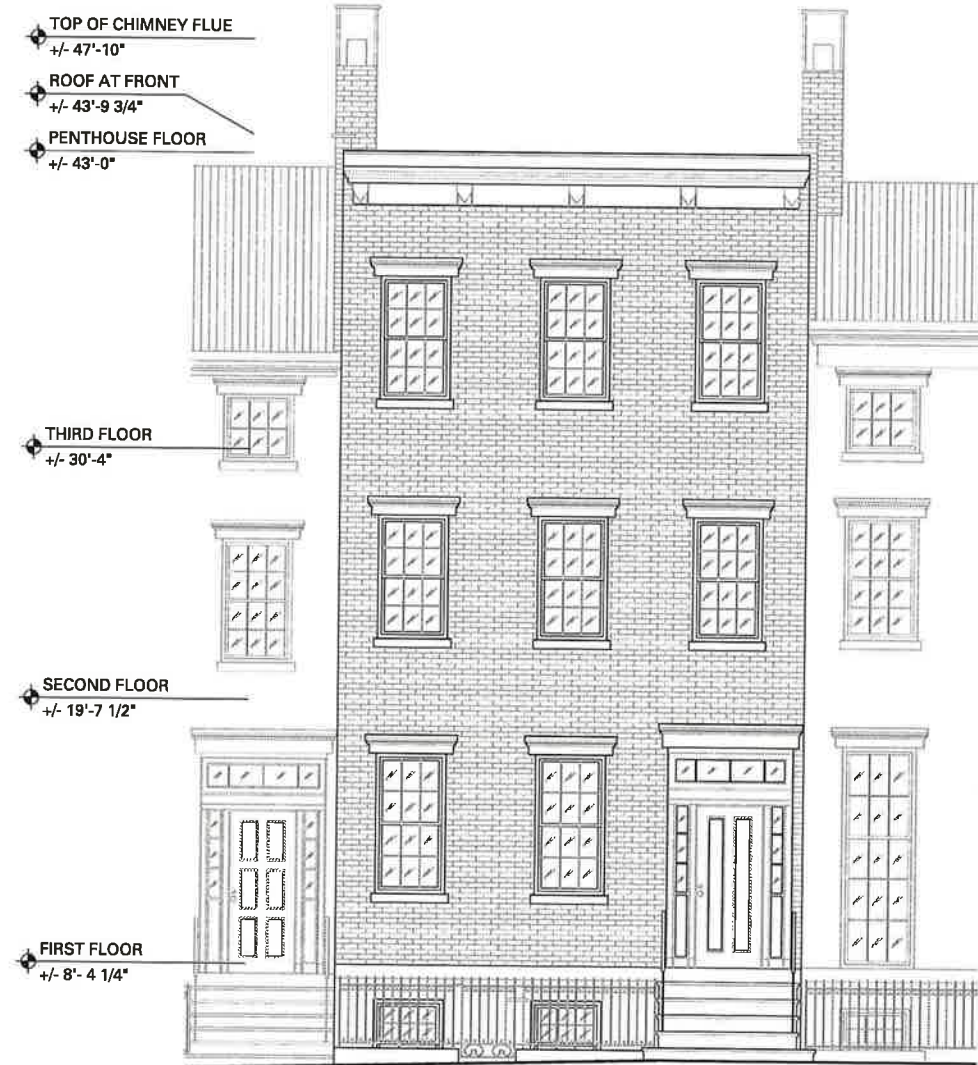 TOP OF CHIMNEY FLUE
+/- 47'-10"
ROOF AT FRONT
+/- 43'-9 3/4"
PENTHOUSE FLOOR
+/- 43'-0"
THIRD FLOOR
+/- 30'-4"
SECOND FLOOR
+/- 19'-7 1/2"
FIRST FLOOR
+/- 8'- 4 1/4"